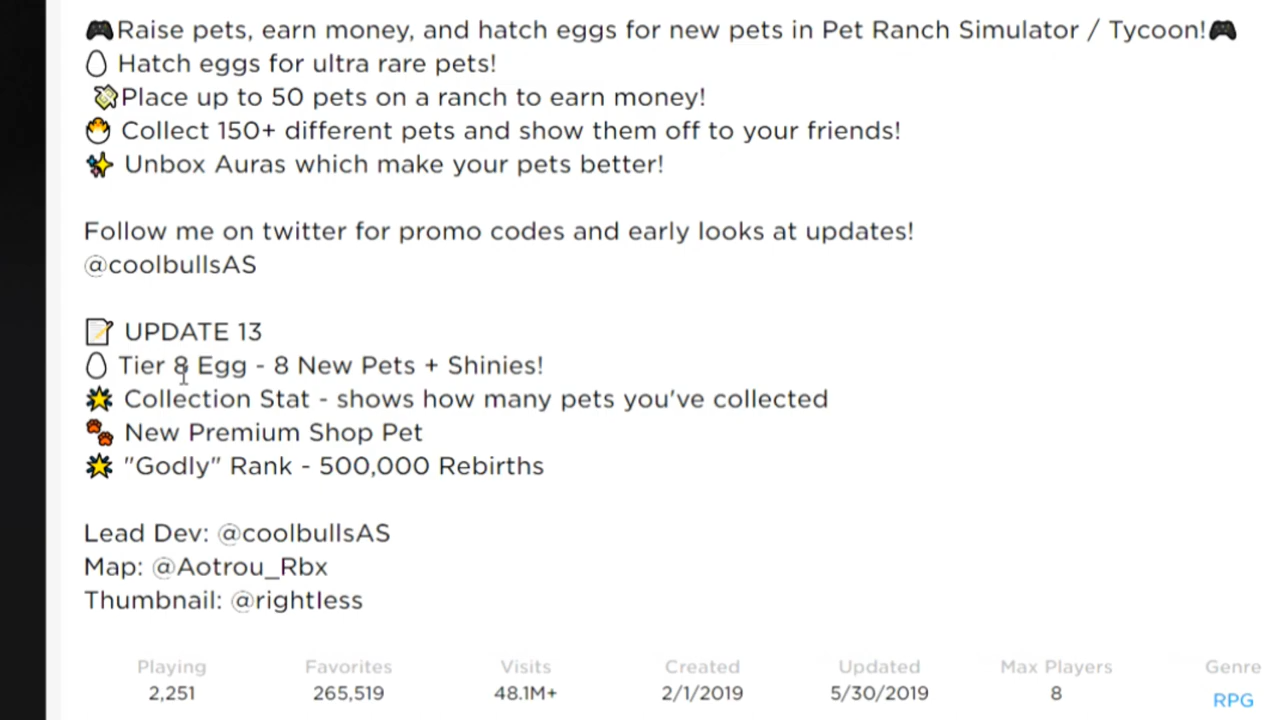 🎮Raise pets, earn money, and hatch eggs for new pets in Pet Ranch Simulator / Tycoon!🎮
🥚 Hatch eggs for ultra rare pets!
💸Place up to 50 pets on a ranch to earn money!
🐣 Collect 150+ different pets and show them off to your friends!
✨ Unbox Auras which make your pets better!
Follow me on twitter for promo codes and early looks at updates!
@coolbullsAS
📝 UPDATE 13
🥚 Tier 8 Egg - 8 New Pets + Shinies!
🌟 Collection Stat - shows how many pets you've collected
🐾 New Premium Shop Pet
🌟 "Godly" Rank - 500,000 Rebirths
Lead Dev: @coolbullsAS
Map: @Aotrou_Rbx
Thumbnail: @rightless
Playing Favorites Visits Created Updated Max Players Genre
2,251 265,519 48.1M+ 2/1/2019 5/30/2019 8 RPG